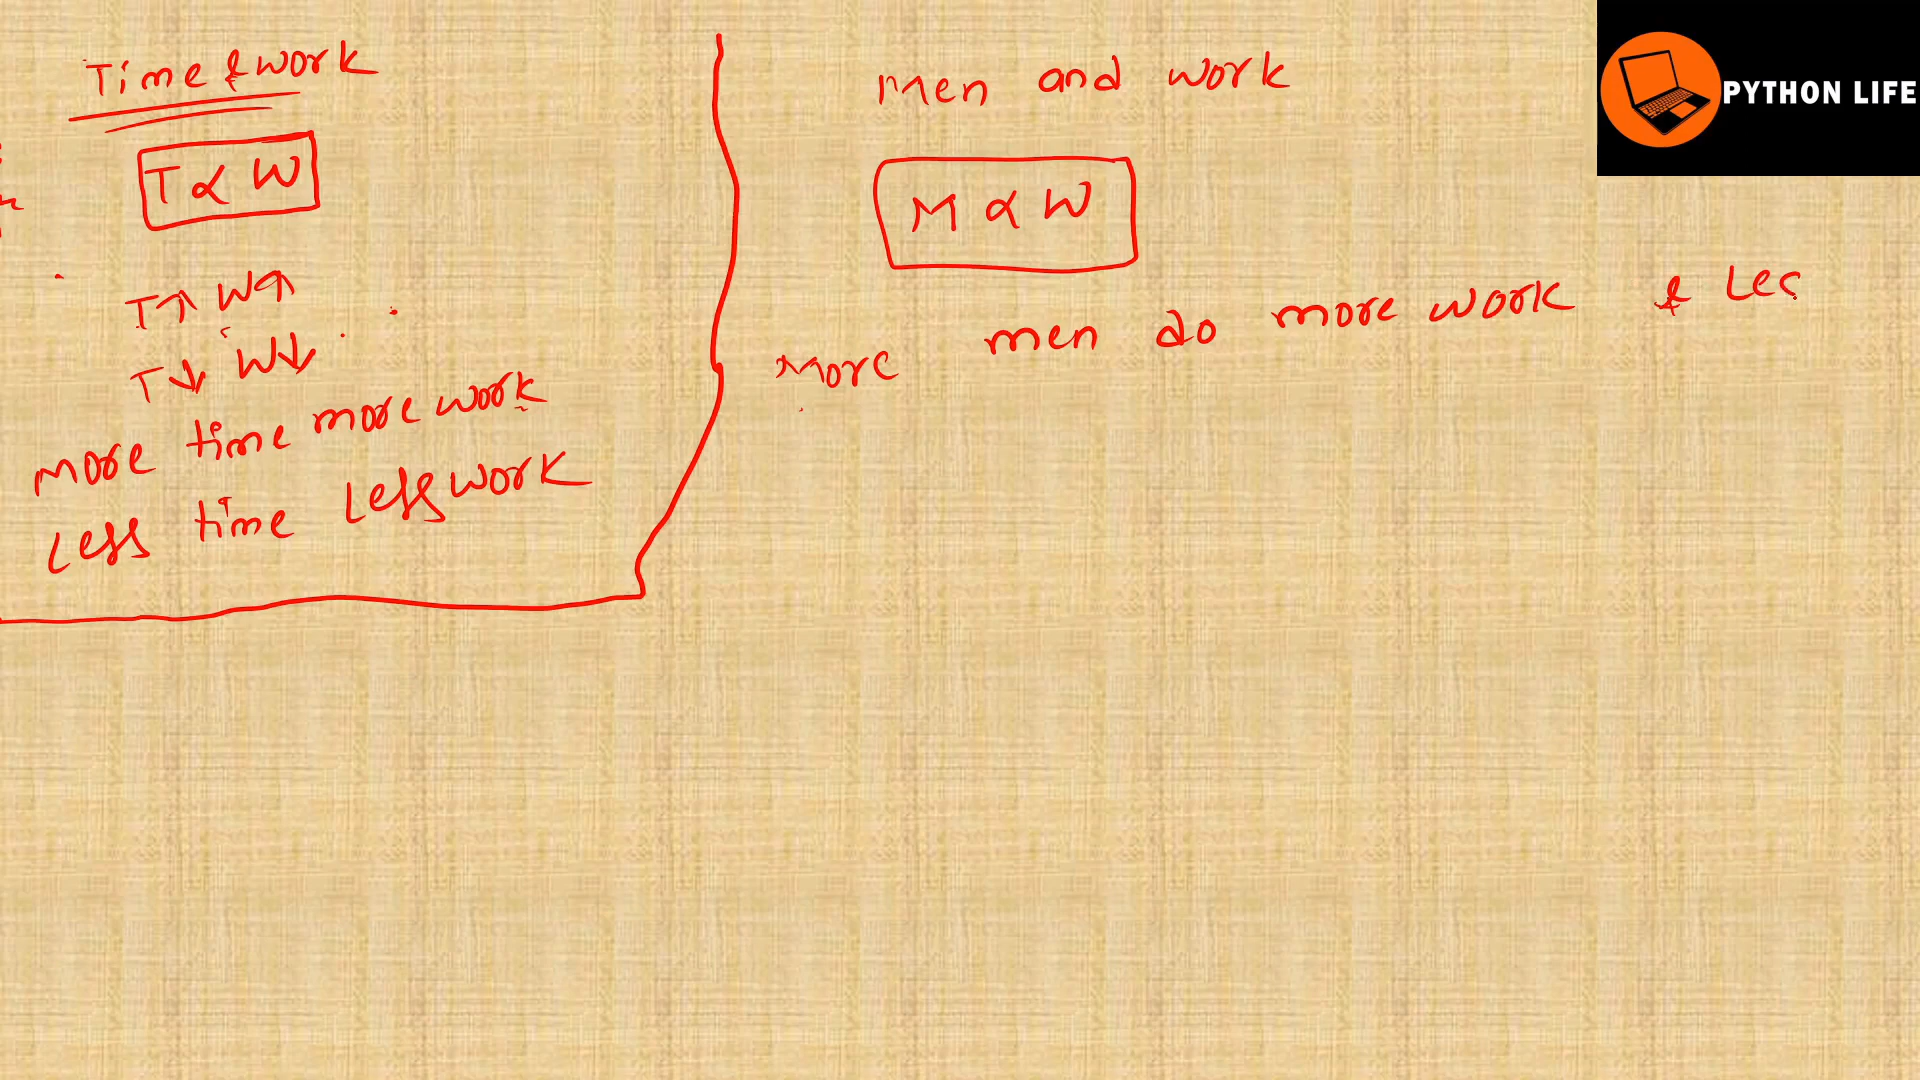 Time & work
T ∝ W
T↑ W↑
T↓ W↓
more time more work
Less time Less work
Men and work
M ∝ W
More men do more work & Les
PYTHON LIFE